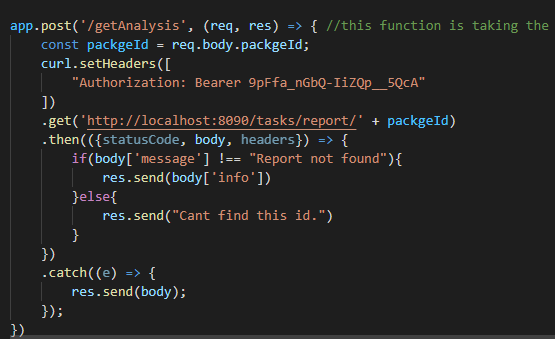 app.post('/getAnalysis', (req, res) => { //this function is taking the
const packgeId = req.body.packgeId;
curl.setHeaders([
"Authorization: Bearer 9pFfa_nGbQ-IiZQp__5QcA"
])
.get('http://localhost:8090/tasks/report/' + packgeId)
.then(({statusCode, body, headers}) => {
if(body['message'] !== "Report not found"){
res.send(body['info'])
}else{
res.send("Cant find this id.")
}
})
.catch((e) => {
res.send(body);
});
})